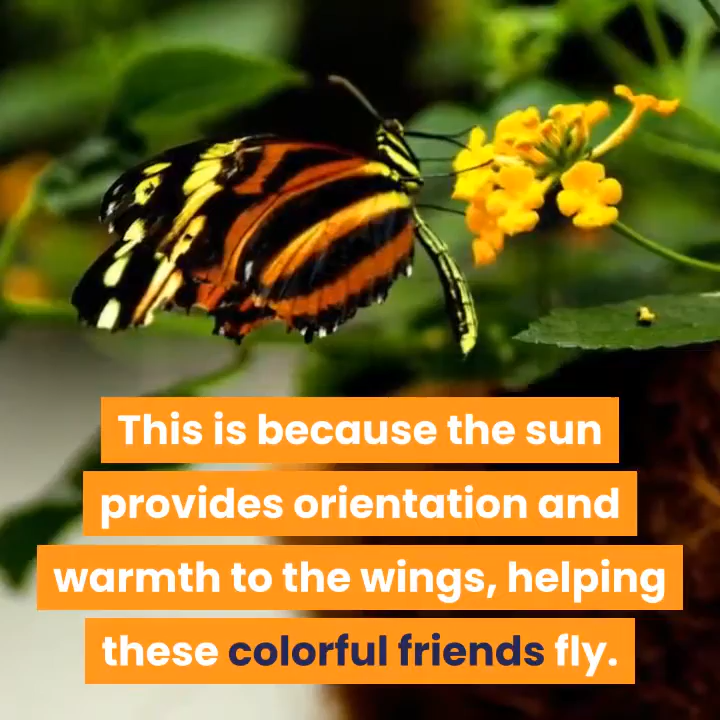 This is because the sun
provides orientation and
warmth to the wings, helping
these colorful friends fly.